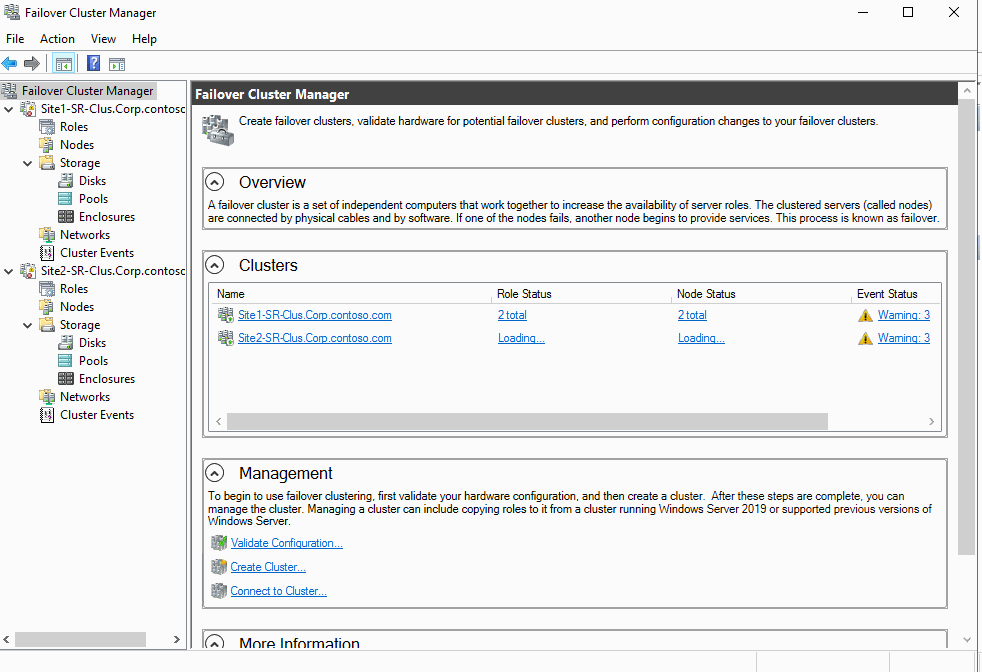 Failover Cluster Manager
File Action View Help
Failover Cluster Manager
Site1-SR-Clus.Corp.contoso
Roles
Nodes
Storage
Disks
Pools
Enclosures
Networks
Cluster Events
Site2-SR-Clus.Corp.contoso
Roles
Nodes
Storage
Disks
Pools
Enclosures
Networks
Cluster Events
Failover Cluster Manager
Create failover clusters, validate hardware for potential failover clusters, and perform configuration changes to your failover clusters.
Overview
A failover cluster is a set of independent computers that work together to increase the availability of server roles. The clustered servers (called nodes)
are connected by physical cables and by software. If one of the nodes fails, another node begins to provide services. This process is known as failover.
Clusters
Name Role Status Node Status Event Status
Site1-SR-Clus.Corp.contoso.com 2 total 2 total Warning: 3
Site2-SR-Clus.Corp.contoso.com Loading... Loading... Warning: 3
Management
To begin to use failover clustering, first validate your hardware configuration, and then create a cluster. After these steps are complete, you can
manage the cluster. Managing a cluster can include copying roles to it from a cluster running Windows Server 2019 or supported previous versions of
Windows Server.
Validate Configuration...
Create Cluster...
Connect to Cluster...
More Information